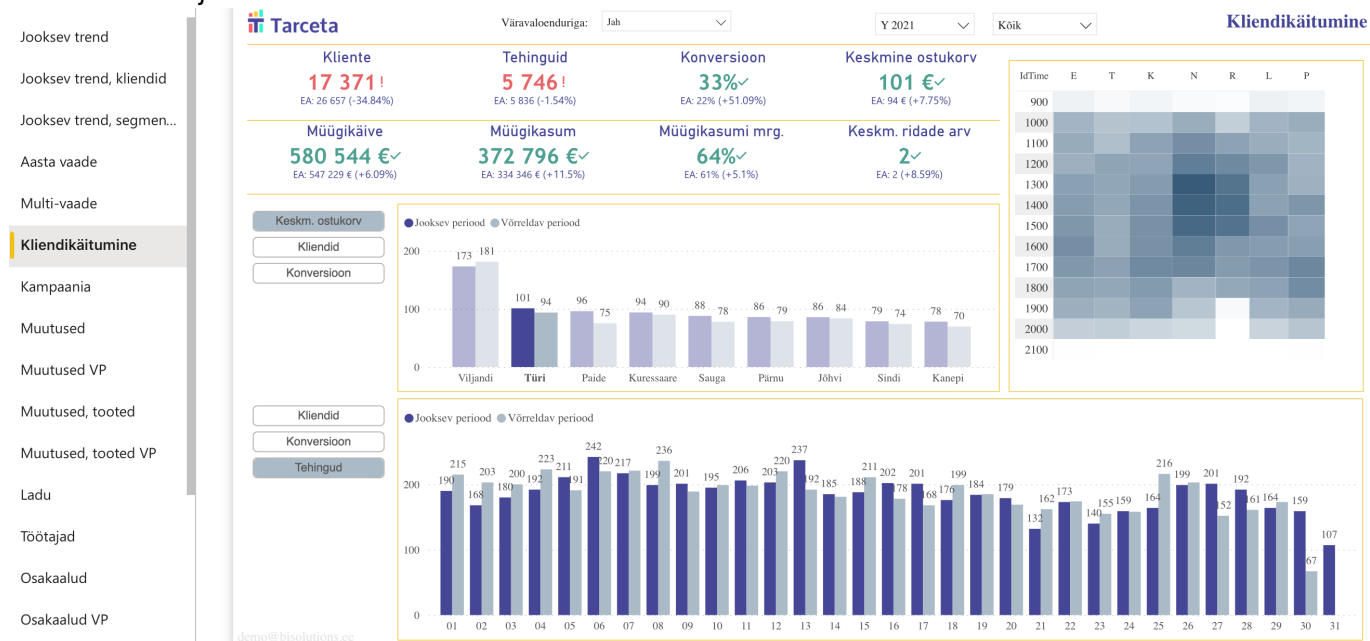 Jooksev trend
Jooksev trend, kliendid
Jooksev trend, segmen...
Aasta vaade
Multi-vaade
Kliendikäitumine
Kampaania
Muutused
Muutused VP
Muutused, tooted
Muutused, tooted VP
Ladu
Töötajad
Osakaalud
Osakaalud VP
Tarceta
Väravaloenduriga: Jah
Y 2021
Kõik
Kliendikäitumine
Kliente Tehinguid Konversioon Keskmine ostukorv
17 371! 5 746! 33% 101 €
EA: 26 657 (-34.84%) EA: 5 836 (-1.54%) EA: 22% (+51.09%) EA: 94 € (+7.75%)
Müügikäive Müügikasum Müügikasumi mrg. Keskm. ridade arv
580 544 € 372 796 € 64% 2
EA: 547 229 € (+6.09%) EA: 334 346 € (+11.5%) EA: 61% (+5.1%) EA: 2 (+8.59%)
IdTime E T K N R L P
900
1000
1100
1200
1300
1400
1500
1600
1700
1800
1900
2000
2100
Keskm. ostukorv
Kliendid
Konversioon
Jooksev periood Võrreldav periood
200
100
0
173 181 101 94 96 75 94 90 88 78 86 79 86 84 79 74 78 70
Viljandi Türi Paide Kuressaare Sauga Pärnu Jõhvi Sindi Kanepi
Kliendid
Konversioon
Tehingud
Jooksev periood Võrreldav periood
200
100
0
190 215 168 203 180 200 192 223 211 191 242 220 217 199 236 201 195 206 203 220 237 192 185 188 211 202 178 201 168 176 199 184 179 132 162 173 140 155 159 164 216 199 201 152 192 161 164 159 67 107
01 02 03 04 05 06 07 08 09 10 11 12 13 14 15 16 17 18 19 20 21 22 23 24 25 26 27 28 29 30 31
demo@bisolutions.ee